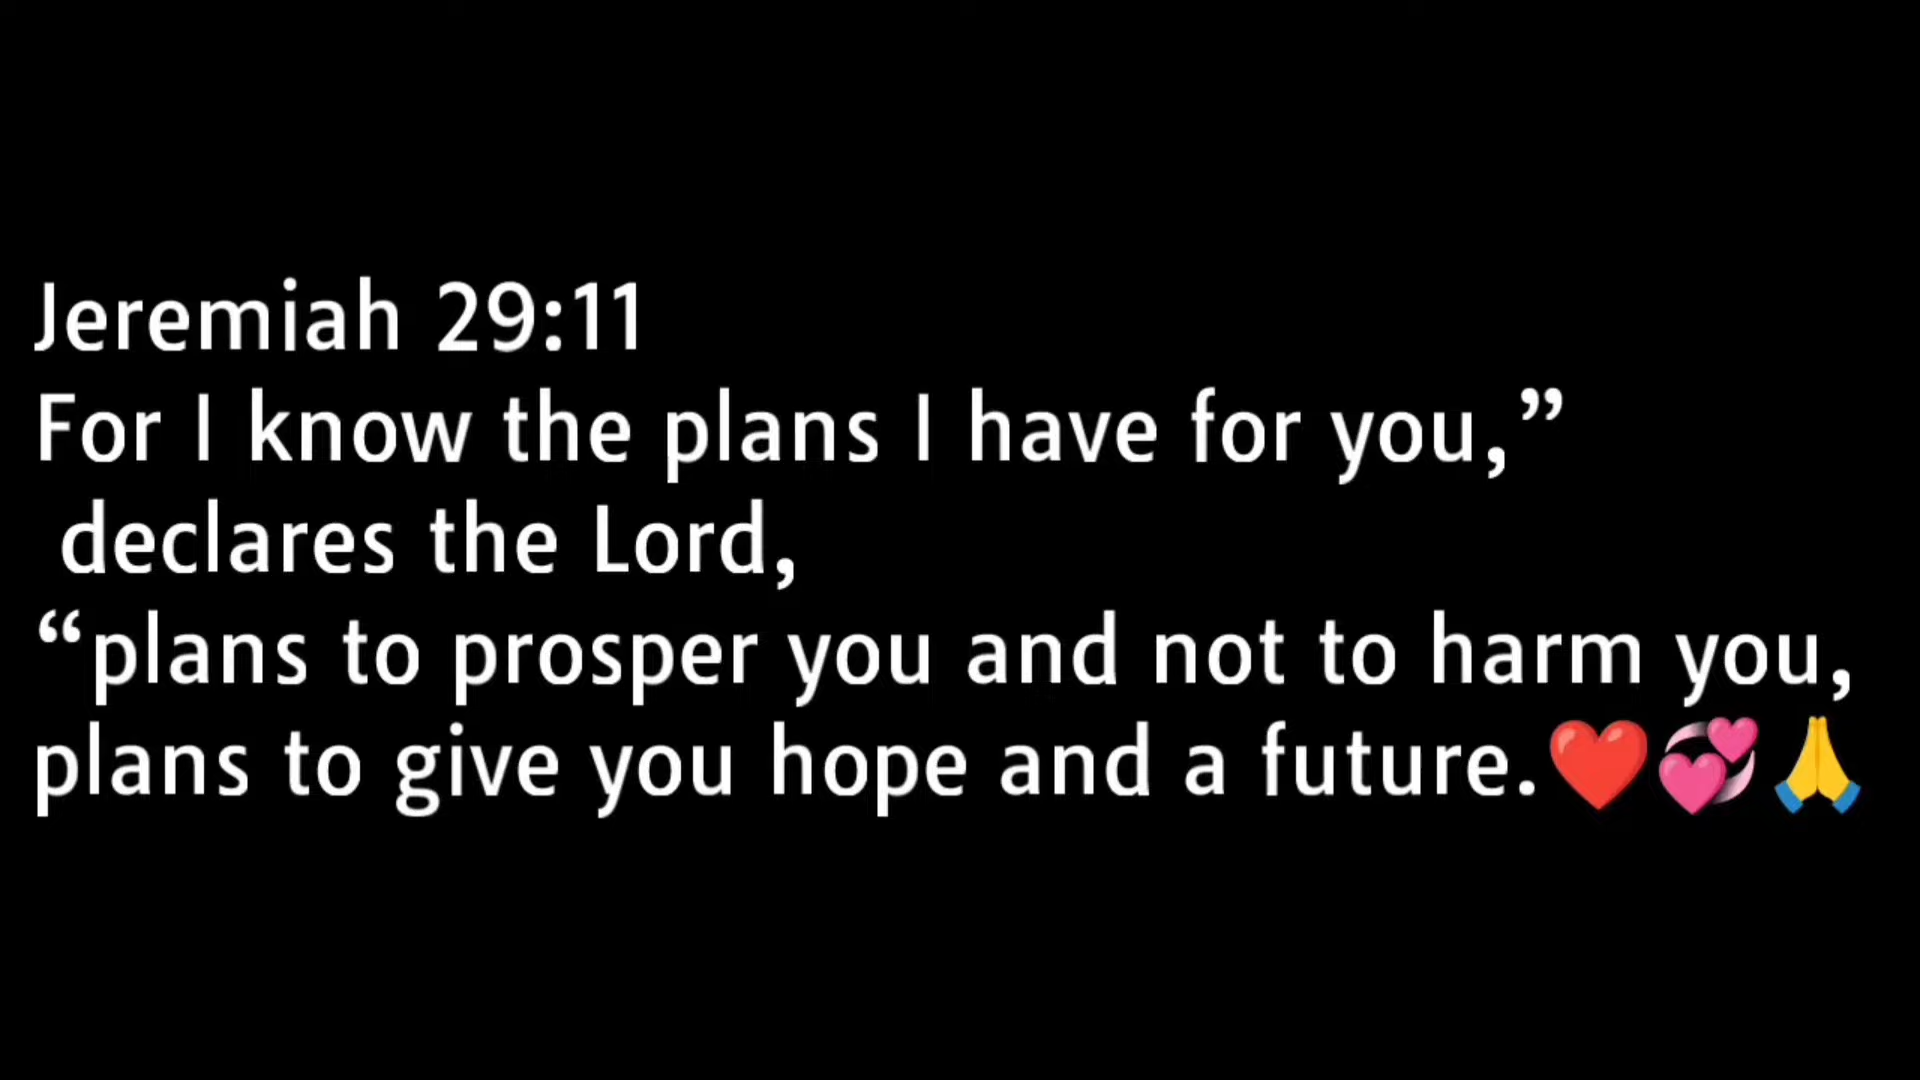 Jeremiah 29:11
For I know the plans I have for you,”
declares the Lord,
“plans to prosper you and not to harm you,
plans to give you hope and a future.❤️💞🙏